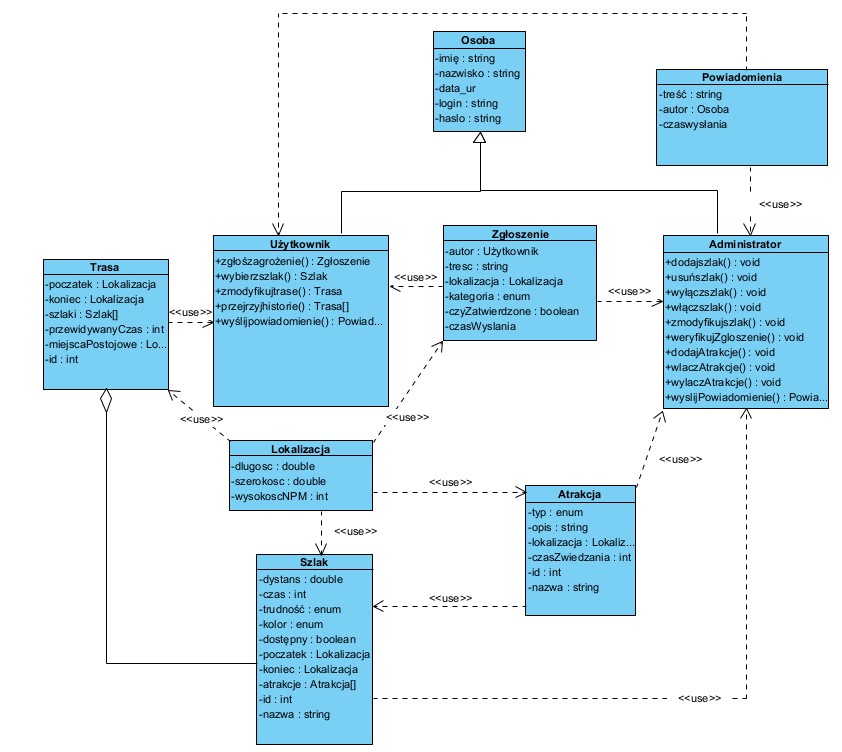 Osoba
-imię : string
-nazwisko : string
-data_ur
-login : string
-haslo : string
Powiadomienia
-treść : string
-autor : Osoba
-czaswysłania
<<use>>
Użytkownik
+zgłośzagrożenie() : Zgłoszenie
+wybierzszlak() : Szlak
+zmodyfikujtrase() : Trasa
+przejrzyjhistorie() : Trasa[]
+wyślijpowiadomienie() : Powiad...
Zgłoszenie
-autor : Użytkownik
-tresc : string
-lokalizacja : Lokalizacja
-kategoria : enum
-czyZatwierdzone : boolean
-czasWyslania
Administrator
+dodajszlak() : void
+usuńszlak() : void
+wyłączszlak() : void
+włączszlak() : void
+zmodyfikujszlak() : void
+weryfikujZgloszenie() : void
+dodajAtrakcje() : void
+wlaczAtrakcje() : void
+wylaczAtrakcje() : void
+wyslijPowiadomienie() : Powia...
Trasa
-poczatek : Lokalizacja
-koniec : Lokalizacja
-szlaki : Szlak[]
-przewidywanyCzas : int
-miejscaPostojowe : Lo...
-id : int
<<use>>
<<use>>
<<use>>
<<use>>
<<use>>
Lokalizacja
-dlugosc : double
-szerokosc : double
-wysokoscNPM : int
<<use>>
<<use>>
<<use>>
Atrakcja
-typ : enum
-opis : string
-lokalizacja : Lokaliz...
-czasZwiedzania : int
-id : int
-nazwa : string
<<use>>
Szlak
-dystans : double
-czas : int
-trudność : enum
-kolor : enum
-dostępny : boolean
-poczatek : Lokalizacja
-koniec : Lokalizacja
-atrakcje : Atrakcja[]
-id : int
-nazwa : string
<<use>>